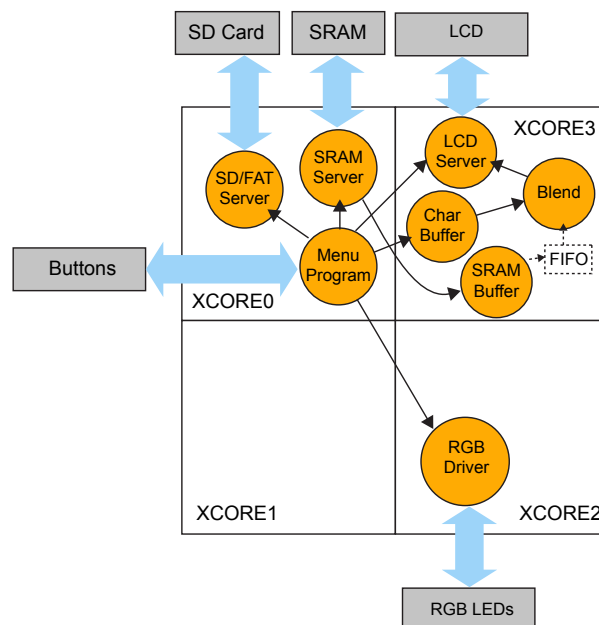 SD Card
SRAM
LCD
XCORE3
LCD
Server
SRAM
Server
SD/FAT
Server
Blend
Char
Buffer
Menu
Program
SRAM
Buffer
FIFO
Buttons
XCORE0
RGB
Driver
XCORE1
XCORE2
RGB LEDs